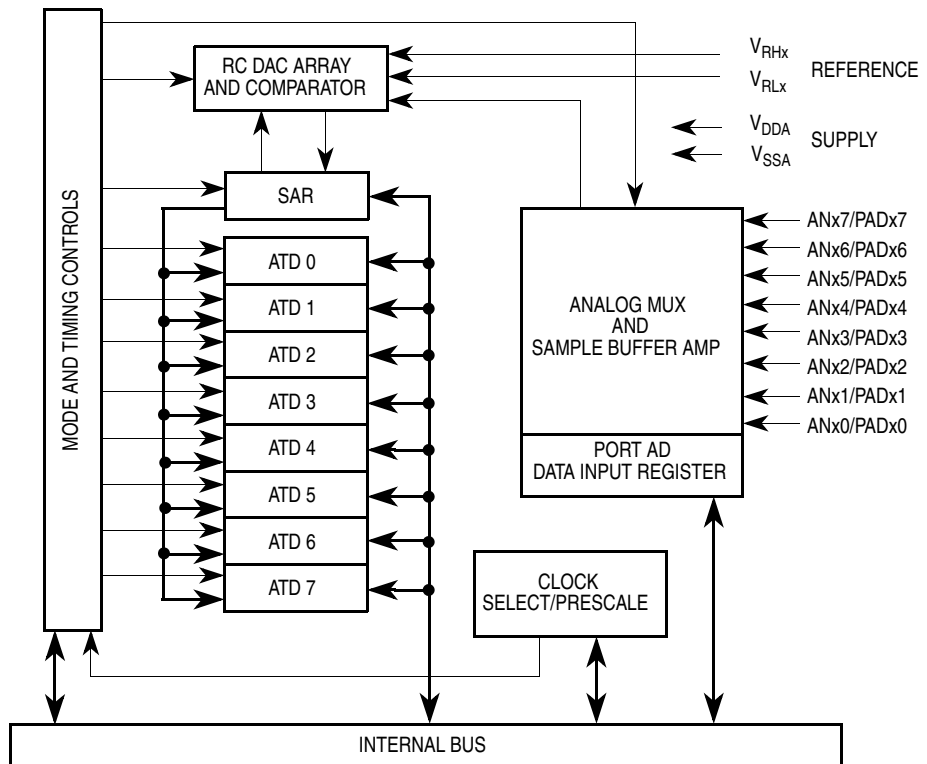 RC DAC ARRAY
AND COMPARATOR
V_RHx
V_RLx
REFERENCE
V_DDA
V_SSA
SUPPLY
MODE AND TIMING CONTROLS
SAR
ATD 0
ATD 1
ATD 2
ATD 3
ATD 4
ATD 5
ATD 6
ATD 7
ANALOG MUX
AND
SAMPLE BUFFER AMP
PORT AD
DATA INPUT REGISTER
ANx7/PADx7
ANx6/PADx6
ANx5/PADx5
ANx4/PADx4
ANx3/PADx3
ANx2/PADx2
ANx1/PADx1
ANx0/PADx0
CLOCK
SELECT/PRESCALE
INTERNAL BUS